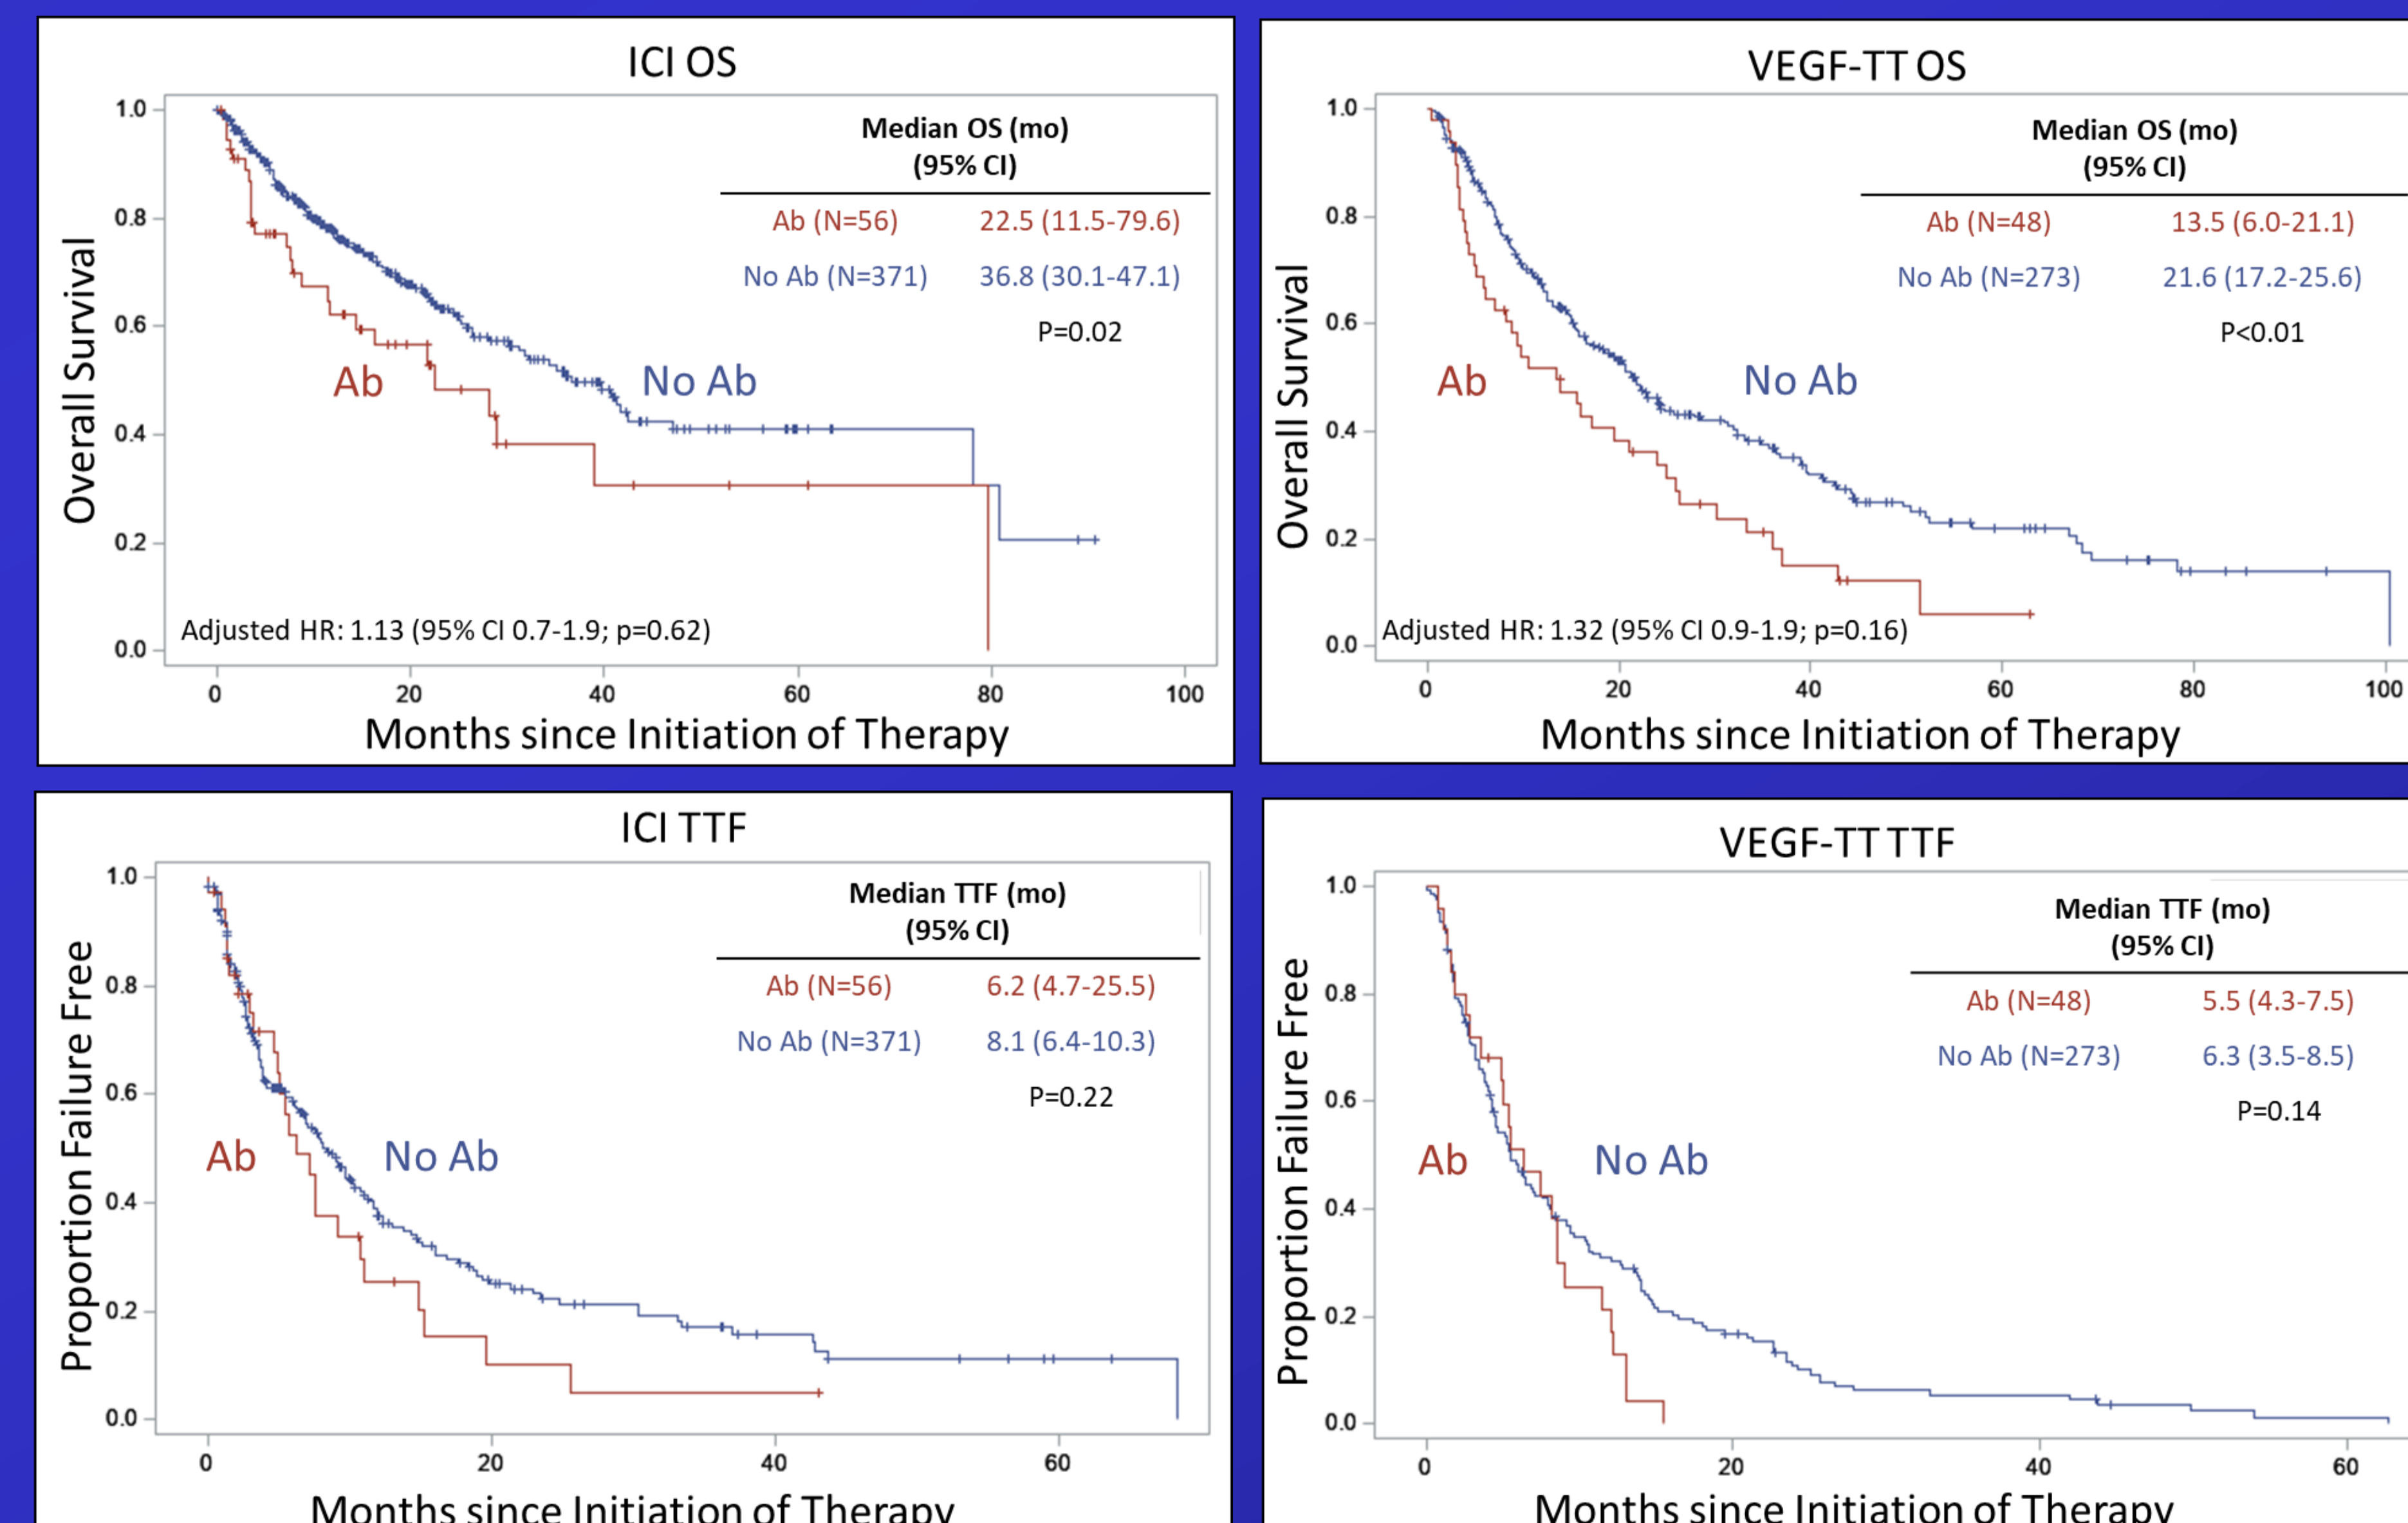 ICI OS
Median OS (mo)
(95% CI)
Ab (N=56) 22.5 (11.5-79.6)
No Ab (N=371) 36.8 (30.1-47.1)
P=0.02
Ab
No Ab
Adjusted HR: 1.13 (95% CI 0.7-1.9; p=0.62)
Overall Survival
1.0
0.8
0.6
0.4
0.2
0.0
0 20 40 60 80 100
Months since Initiation of Therapy
VEGF-TT OS
Median OS (mo)
(95% CI)
Ab (N=48) 13.5 (6.0-21.1)
No Ab (N=273) 21.6 (17.2-25.6)
P<0.01
Ab
No Ab
Adjusted HR: 1.32 (95% CI 0.9-1.9; p=0.16)
Overall Survival
1.0
0.8
0.6
0.4
0.2
0.0
0 20 40 60 80 100
Months since Initiation of Therapy
ICI TTF
Median TTF (mo)
(95% CI)
Ab (N=56) 6.2 (4.7-25.5)
No Ab (N=371) 8.1 (6.4-10.3)
P=0.22
Ab
No Ab
Proportion Failure Free
1.0
0.8
0.6
0.4
0.2
0.0
0 20 40 60
Months since Initiation of Therapy
VEGF-TT TTF
Median TTF (mo)
(95% CI)
Ab (N=48) 5.5 (4.3-7.5)
No Ab (N=273) 6.3 (3.5-8.5)
P=0.14
Ab
No Ab
Proportion Failure Free
1.0
0.8
0.6
0.4
0.2
0.0
0 20 40 60
Months since Initiation of Therapy